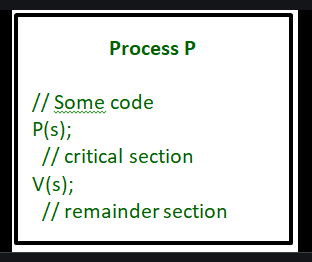 Process P
// Some code
P(s);
// critical section
V(s);
// remainder section